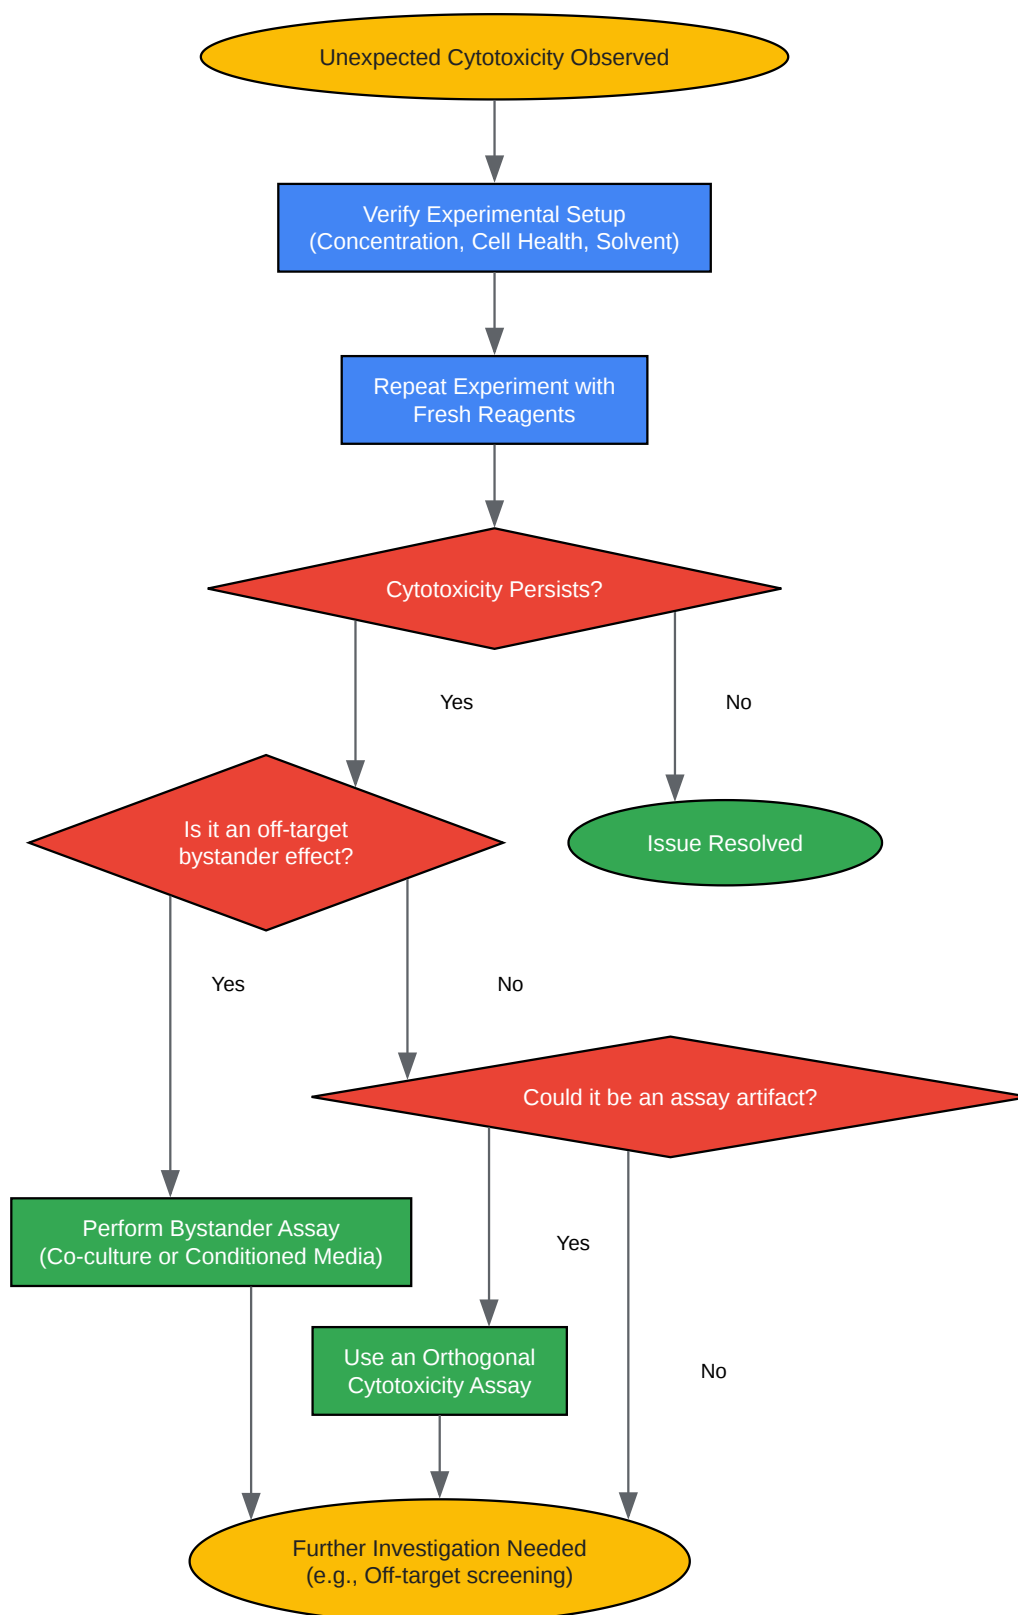 Unexpected Cytotoxicity Observed
Verify Experimental Setup
(Concentration, Cell Health, Solvent)
Repeat Experiment with
Fresh Reagents
Cytotoxicity Persists?
Yes
No
Is it an off-target
bystander effect?
Issue Resolved
Yes
No
Could it be an assay artifact?
Perform Bystander Assay
(Co-culture or Conditioned Media)
Yes
Use an Orthogonal
Cytotoxicity Assay
No
Further Investigation Needed
(e.g., Off-target screening)